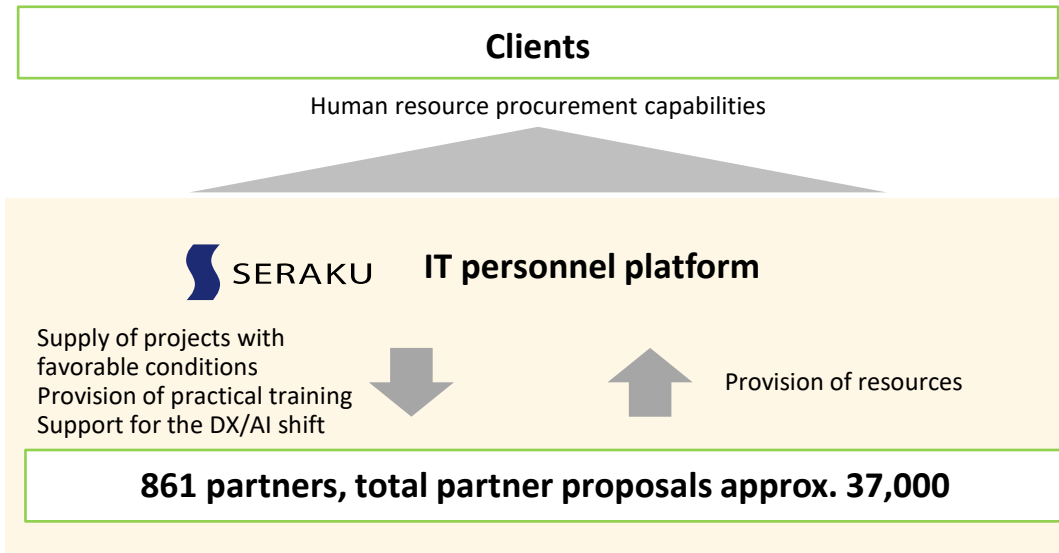 Clients
Human resource procurement capabilities
SERAKU
IT personnel platform
Supply of projects with
favorable conditions
Provision of practical training
Support for the DX/AI shift
Provision of resources
861 partners, total partner proposals approx. 37,000